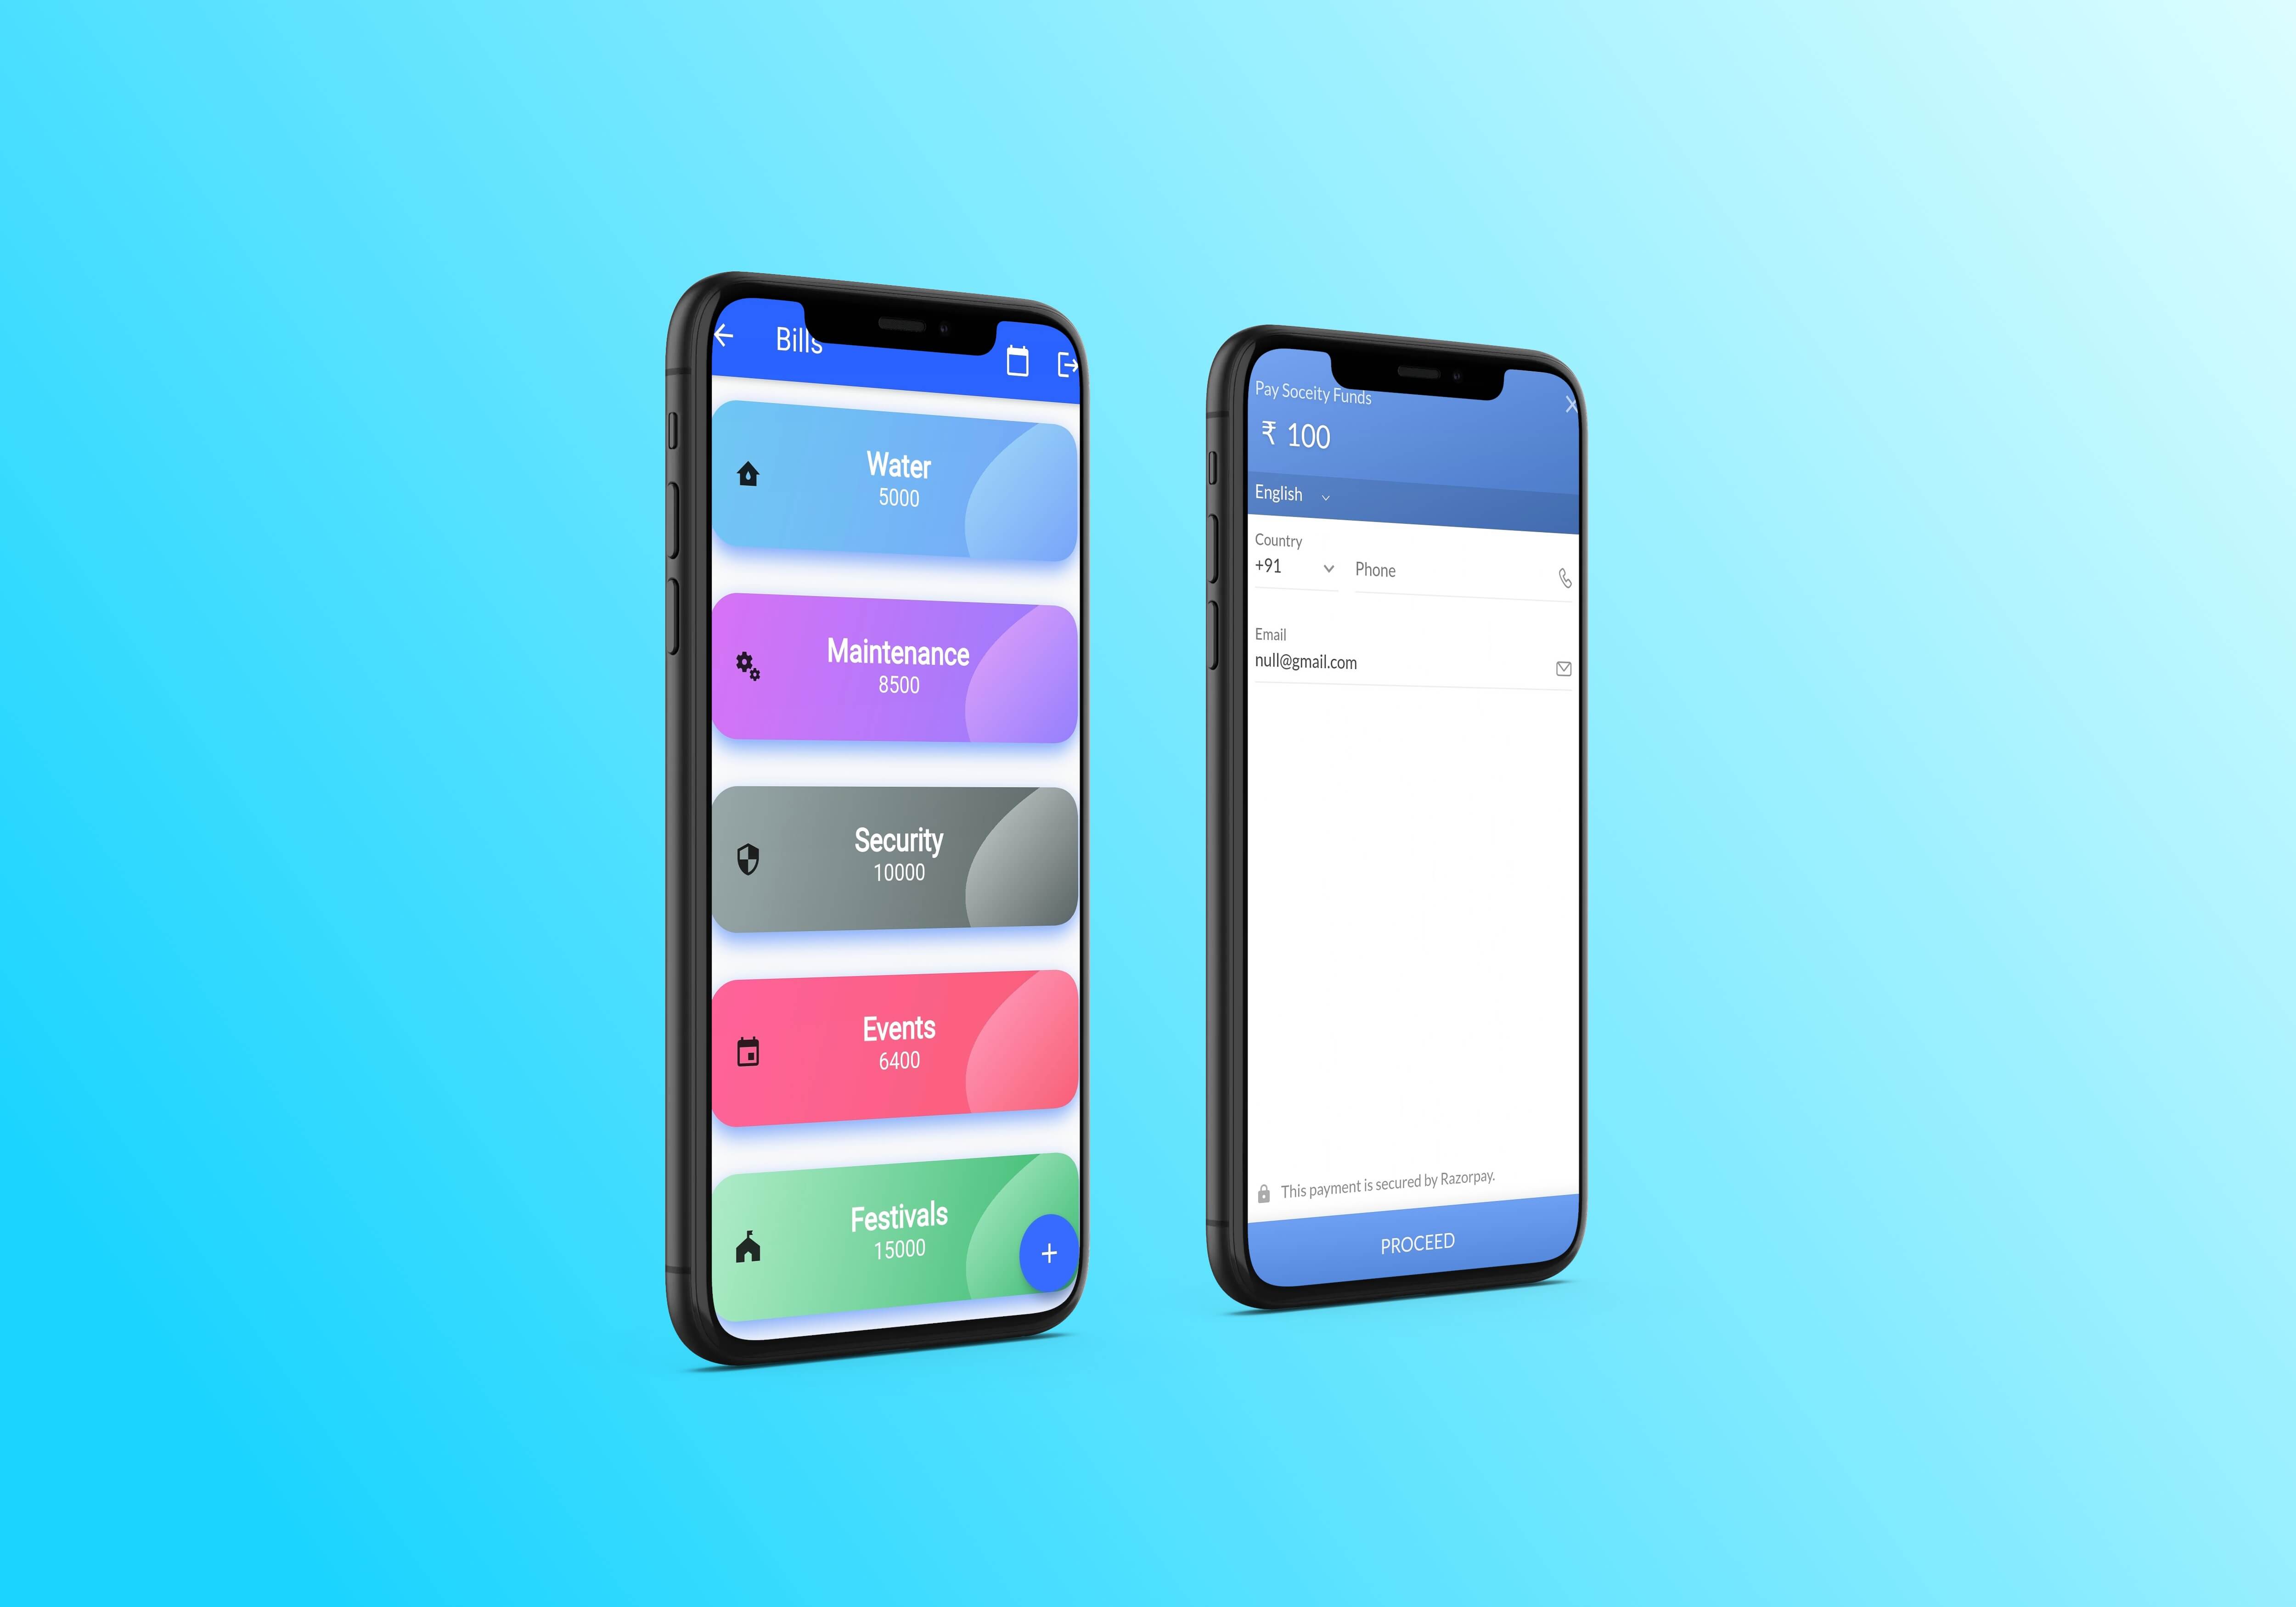 Bills
Water
5000
Maintenance
8500
Security
10000
Events
6400
Festivals
15000
+
Pay Soceity Funds
₹ 100
English
Country
+91
Phone
Email
null@gmail.com
This payment is secured by Razorpay.
PROCEED